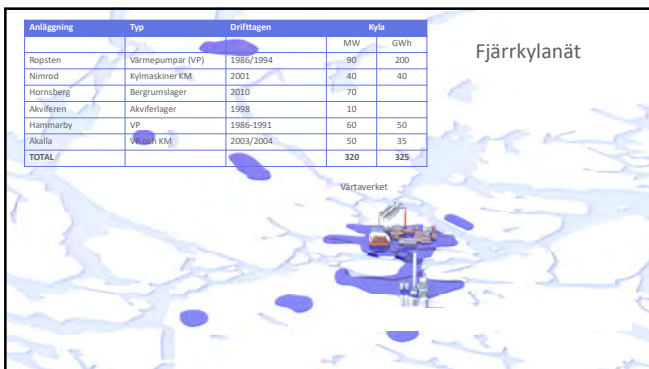 Anläggning Typ Drifttagen Kyla
MW GWh
Fjärrkylanät
Ropsten Värmepumpar (VP) 1986/1994 90 200
Nimrod Kylmaskiner KM 2001 40 40
Hornsberg Bergrumslager 2010 70
Akviferen Akviferlager 1998 10
Hammarby VP 1986-1991 60 50
Akalla VP och KM 2003/2004 50 35
TOTAL 320 325
Värtaverket